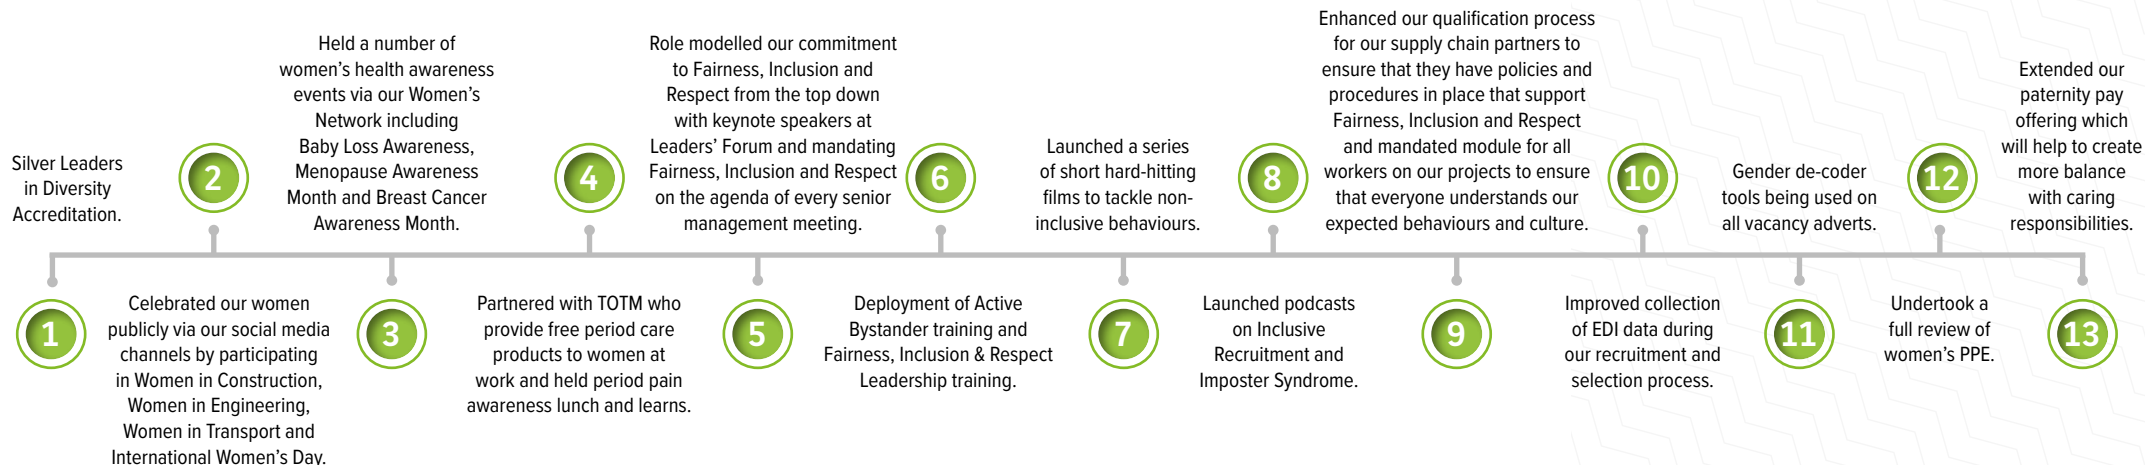 1
Silver Leaders
in Diversity
Accreditation.
2
Celebrated our women
publicly via our social media
channels by participating
in Women in Construction,
Women in Engineering,
Women in Transport and
International Women's Day.
3
Held a number of
women's health awareness
events via our Women's
Network including
Baby Loss Awareness,
Menopause Awareness
Month and Breast Cancer
Awareness Month.
4
Partnered with TOTM who
provide free period care
products to women at
work and held period pain
awareness lunch and learns.
5
Role modelled our commitment
to Fairness, Inclusion and
Respect from the top down
with keynote speakers at
Leaders' Forum and mandating
Fairness, Inclusion and Respect
on the agenda of every senior
management meeting.
6
Deployment of Active
Bystander training and
Fairness, Inclusion & Respect
Leadership training.
7
Launched a series
of short hard-hitting
films to tackle non-
inclusive behaviours.
8
Launched podcasts
on Inclusive
Recruitment and
Imposter Syndrome.
9
Enhanced our qualification process
for our supply chain partners to
ensure that they have policies and
procedures in place that support
Fairness, Inclusion and Respect
and mandated module for all
workers on our projects to ensure
that everyone understands our
expected behaviours and culture.
10
Improved collection
of EDI data during
our recruitment and
selection process.
11
Gender de-coder
tools being used on
all vacancy adverts.
12
Undertook a
full review of
women's PPE.
13
Extended our
paternity pay
offering which
will help to create
more balance
with caring
responsibilities.